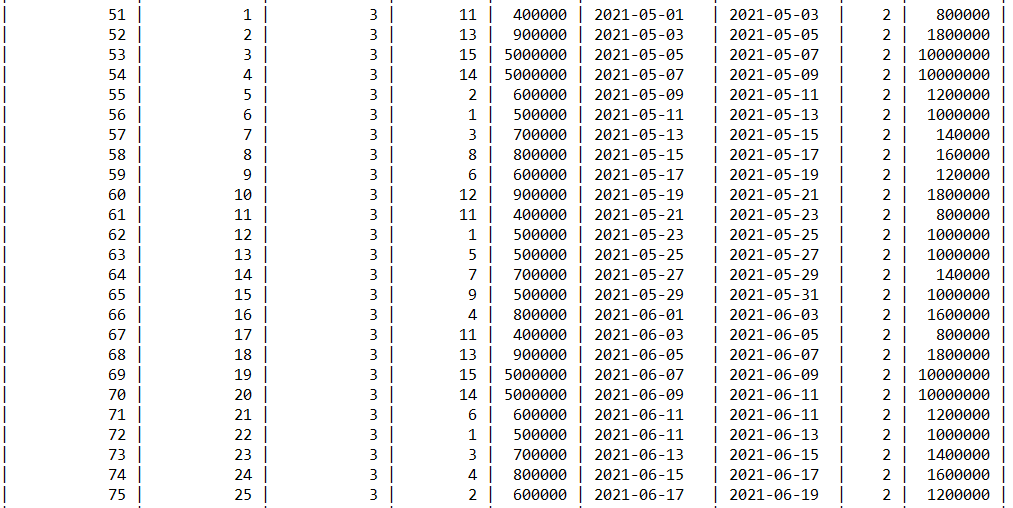 | 51 | 1 | 3 | 11 | 400000 | 2021-05-01 | 2021-05-03 | 2 | 800000 |
| 52 | 2 | 3 | 13 | 900000 | 2021-05-03 | 2021-05-05 | 2 | 1800000 |
| 53 | 3 | 3 | 15 | 5000000 | 2021-05-05 | 2021-05-07 | 2 | 10000000 |
| 54 | 4 | 3 | 14 | 5000000 | 2021-05-07 | 2021-05-09 | 2 | 10000000 |
| 55 | 5 | 3 | 2 | 600000 | 2021-05-09 | 2021-05-11 | 2 | 1200000 |
| 56 | 6 | 3 | 1 | 500000 | 2021-05-11 | 2021-05-13 | 2 | 1000000 |
| 57 | 7 | 3 | 3 | 700000 | 2021-05-13 | 2021-05-15 | 2 | 140000 |
| 58 | 8 | 3 | 8 | 800000 | 2021-05-15 | 2021-05-17 | 2 | 160000 |
| 59 | 9 | 3 | 6 | 600000 | 2021-05-17 | 2021-05-19 | 2 | 120000 |
| 60 | 10 | 3 | 12 | 900000 | 2021-05-19 | 2021-05-21 | 2 | 1800000 |
| 61 | 11 | 3 | 11 | 400000 | 2021-05-21 | 2021-05-23 | 2 | 800000 |
| 62 | 12 | 3 | 1 | 500000 | 2021-05-23 | 2021-05-25 | 2 | 1000000 |
| 63 | 13 | 3 | 5 | 500000 | 2021-05-25 | 2021-05-27 | 2 | 1000000 |
| 64 | 14 | 3 | 7 | 700000 | 2021-05-27 | 2021-05-29 | 2 | 140000 |
| 65 | 15 | 3 | 9 | 500000 | 2021-05-29 | 2021-05-31 | 2 | 1000000 |
| 66 | 16 | 3 | 4 | 800000 | 2021-06-01 | 2021-06-03 | 2 | 1600000 |
| 67 | 17 | 3 | 11 | 400000 | 2021-06-03 | 2021-06-05 | 2 | 800000 |
| 68 | 18 | 3 | 13 | 900000 | 2021-06-05 | 2021-06-07 | 2 | 1800000 |
| 69 | 19 | 3 | 15 | 5000000 | 2021-06-07 | 2021-06-09 | 2 | 10000000 |
| 70 | 20 | 3 | 14 | 5000000 | 2021-06-09 | 2021-06-11 | 2 | 10000000 |
| 71 | 21 | 3 | 6 | 600000 | 2021-06-11 | 2021-06-11 | 2 | 1200000 |
| 72 | 22 | 3 | 1 | 500000 | 2021-06-11 | 2021-06-13 | 2 | 1000000 |
| 73 | 23 | 3 | 3 | 700000 | 2021-06-13 | 2021-06-15 | 2 | 1400000 |
| 74 | 24 | 3 | 4 | 800000 | 2021-06-15 | 2021-06-17 | 2 | 1600000 |
| 75 | 25 | 3 | 2 | 600000 | 2021-06-17 | 2021-06-19 | 2 | 1200000 |